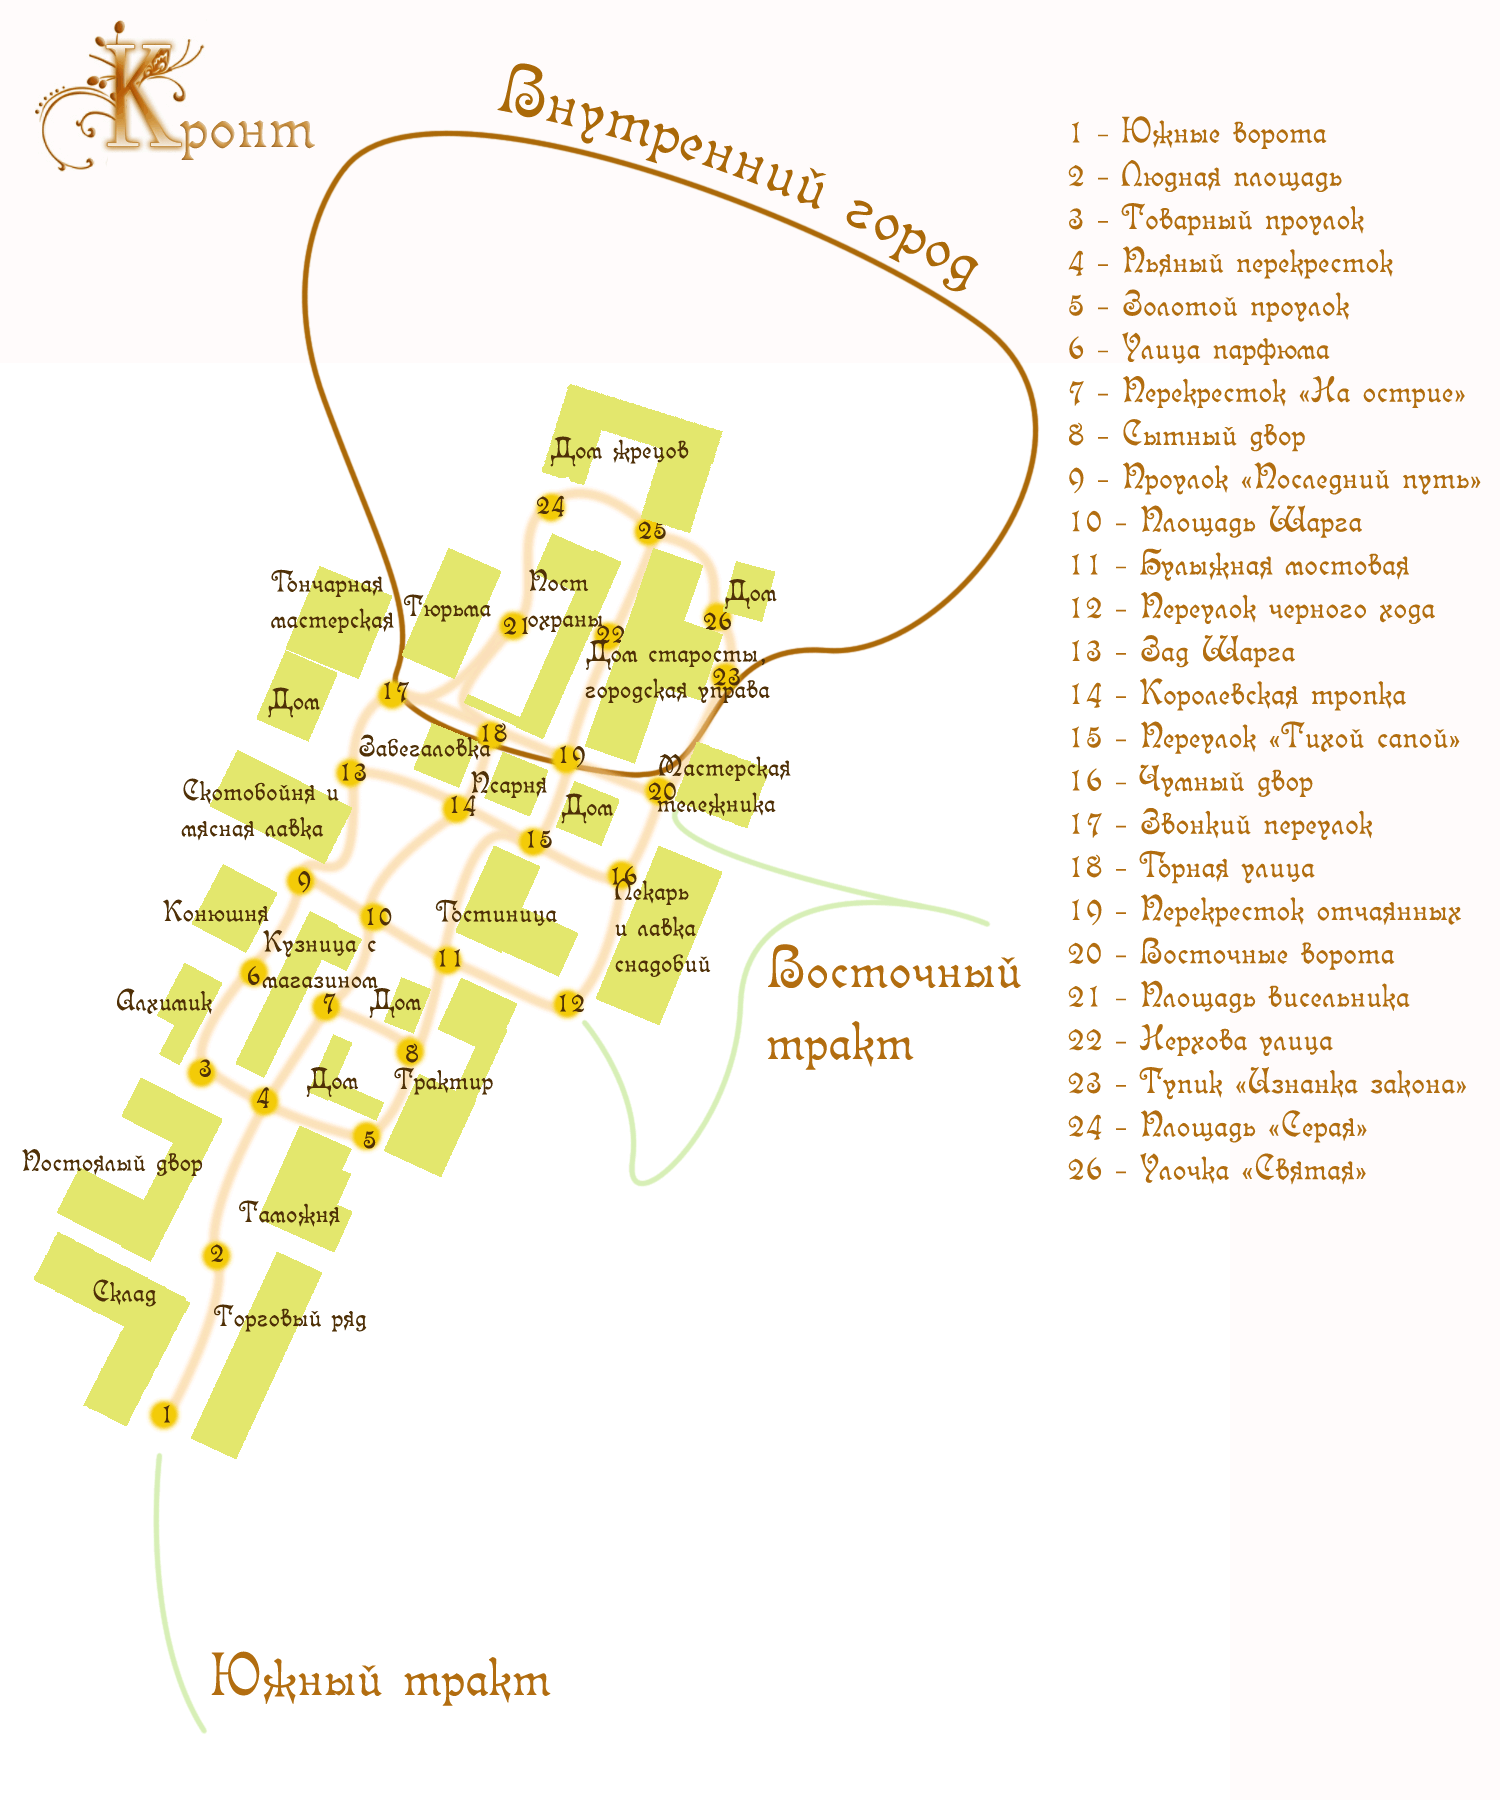 Кронт
Внутренний город
1 - Южные ворота
2 - Людная площадь
3 - Товарный проулок
4 - Пьяный перекресток
5 - Золотой проулок
6 - Улица парфюма
7 - Перекресток «На острие»
8 - Сытный двор
9 - Проулок «Последний путь»
10 - Площадь Шарга
11 - Булыжная мостовая
12 - Переулок черного хода
13 - Зад Шарга
14 - Королевская тропка
15 - Переулок «Тихой сапой»
16 - Чумный двор
17 - Звонкий переулок
18 - Горная улица
19 - Перекресток отчаянных
20 - Восточные ворота
21 - Площадь висельника
22 - Нерхова улица
23 - Тупик «Изнанка закона»
24 - Площадь «Серая»
26 - Улочка «Святая»
Дом жрецов
24
25
Гончарная
мастерская
Тюрьма
Пост
охраны
Дом
21
22
26
Дом старосты,
городская управа
23
17
Дом
18
Забегаловка
19
13
Псарня
Мастерская
тележника
20
Скотобойня и
мясная лавка
14
Дом
15
9
16
Пекарь
и лавка
снадобий
Конюшня
10
Гостиница
Кузница с
магазином
11
6
7
Дом
12
Алхимик
Восточный
тракт
8
3
4
Дом
Трактир
5
Постоялый двор
Таможня
2
Склад
Торговый ряд
1
Южный тракт